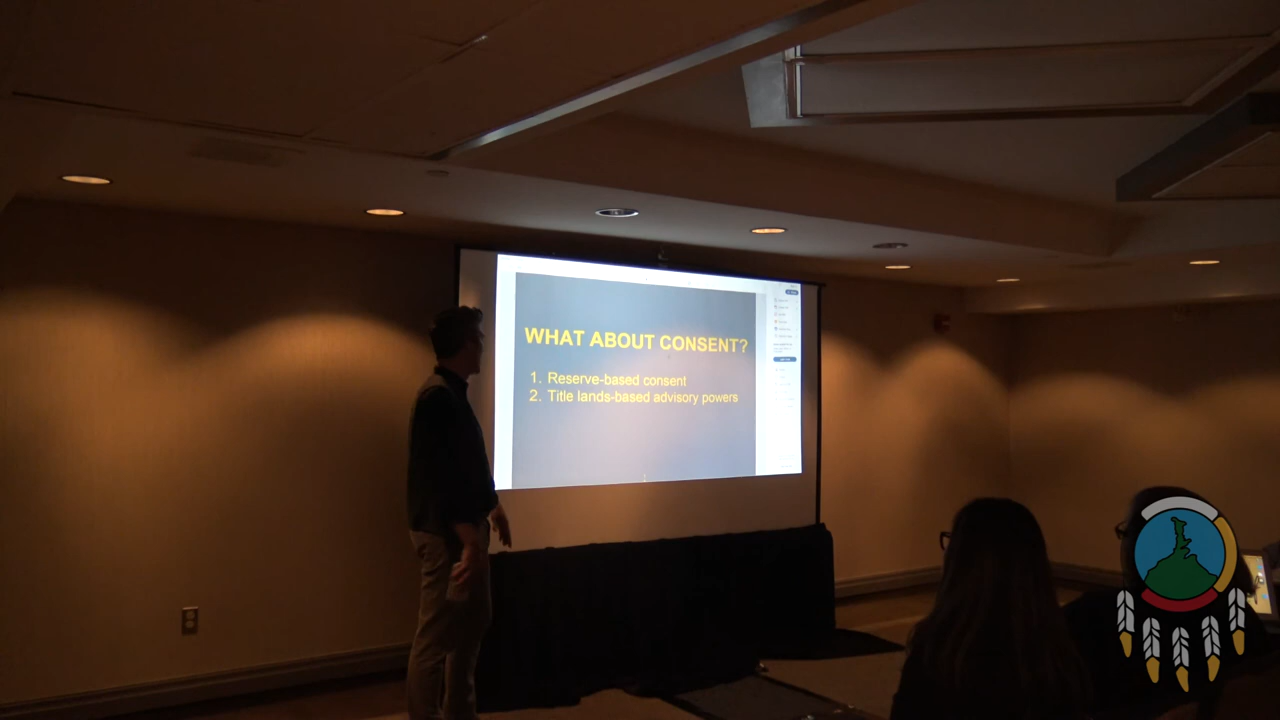 WHAT ABOUT CONSENT?
1. Reserve-based consent
2. Title lands-based advisory powers